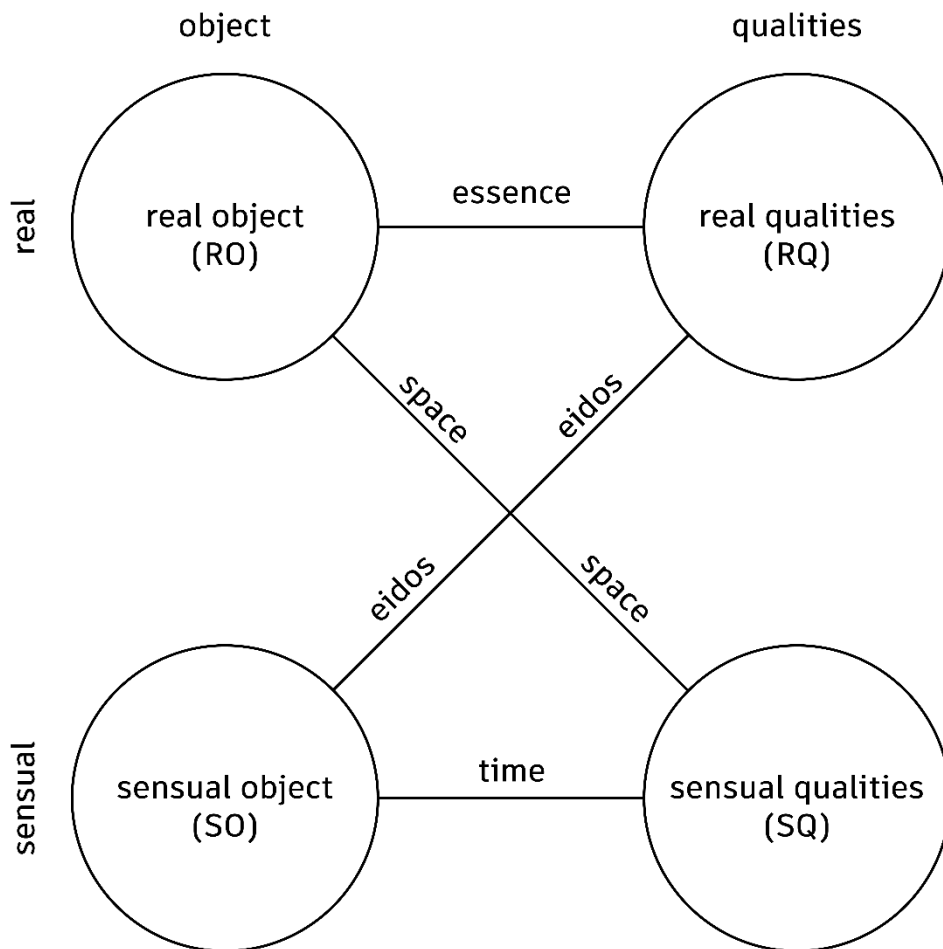 object
qualities
real
real object
(RO)
essence
real qualities
(RQ)
space
eidos
eidos
space
sensual
sensual object
(SO)
time
sensual qualities
(SQ)